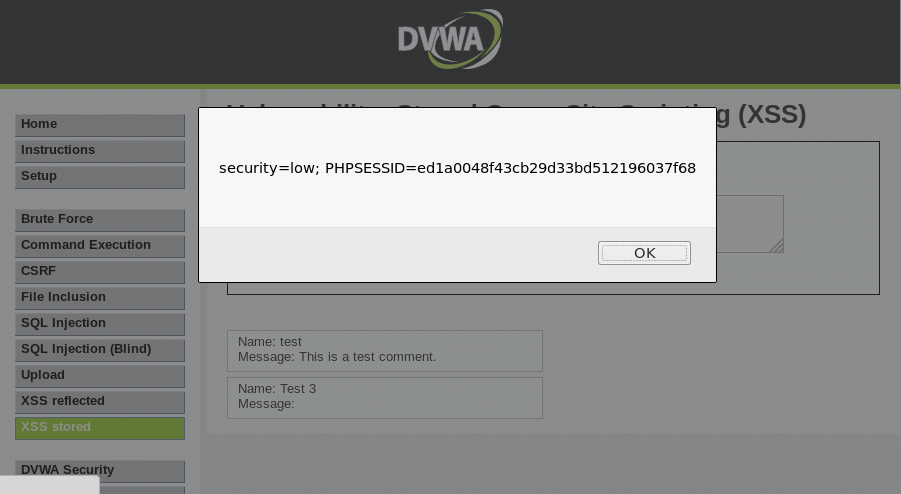 DVWA
(XSS)
security=low; PHPSESSID=ed1a0048f43cb29d33bd512196037f68
OK
Home
Instructions
Setup
Brute Force
Command Execution
CSRF
File Inclusion
SQL Injection
SQL Injection (Blind)
Upload
XSS reflected
XSS stored
DVWA Security
Name: test
Message: This is a test comment.
Name: Test 3
Message: